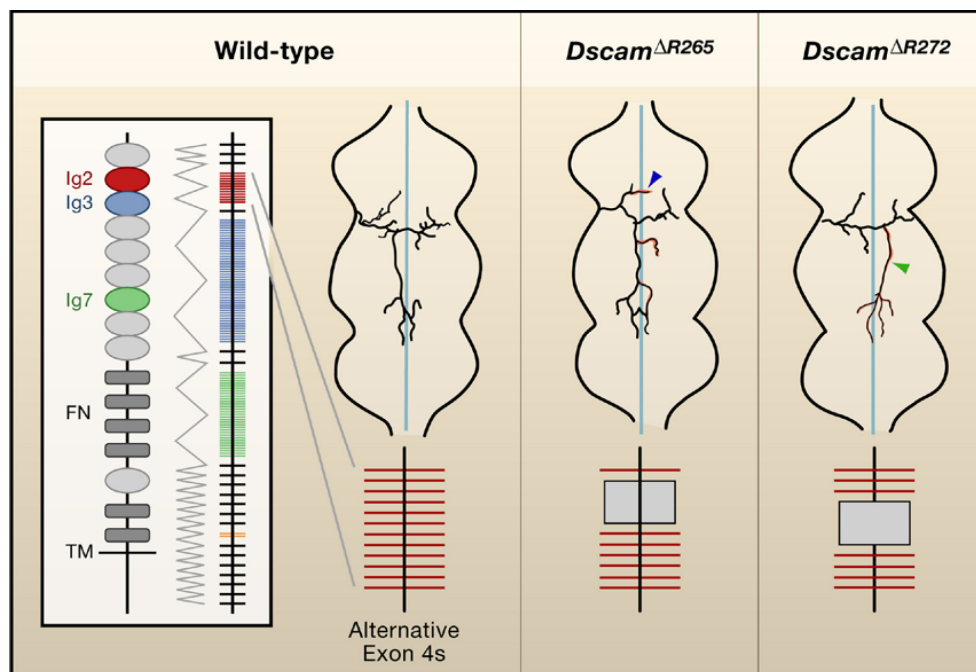 Wild-type
Dscam^ΔR265
Dscam^ΔR272
Ig2
Ig3
Ig7
FN
TM
Alternative
Exon 4s